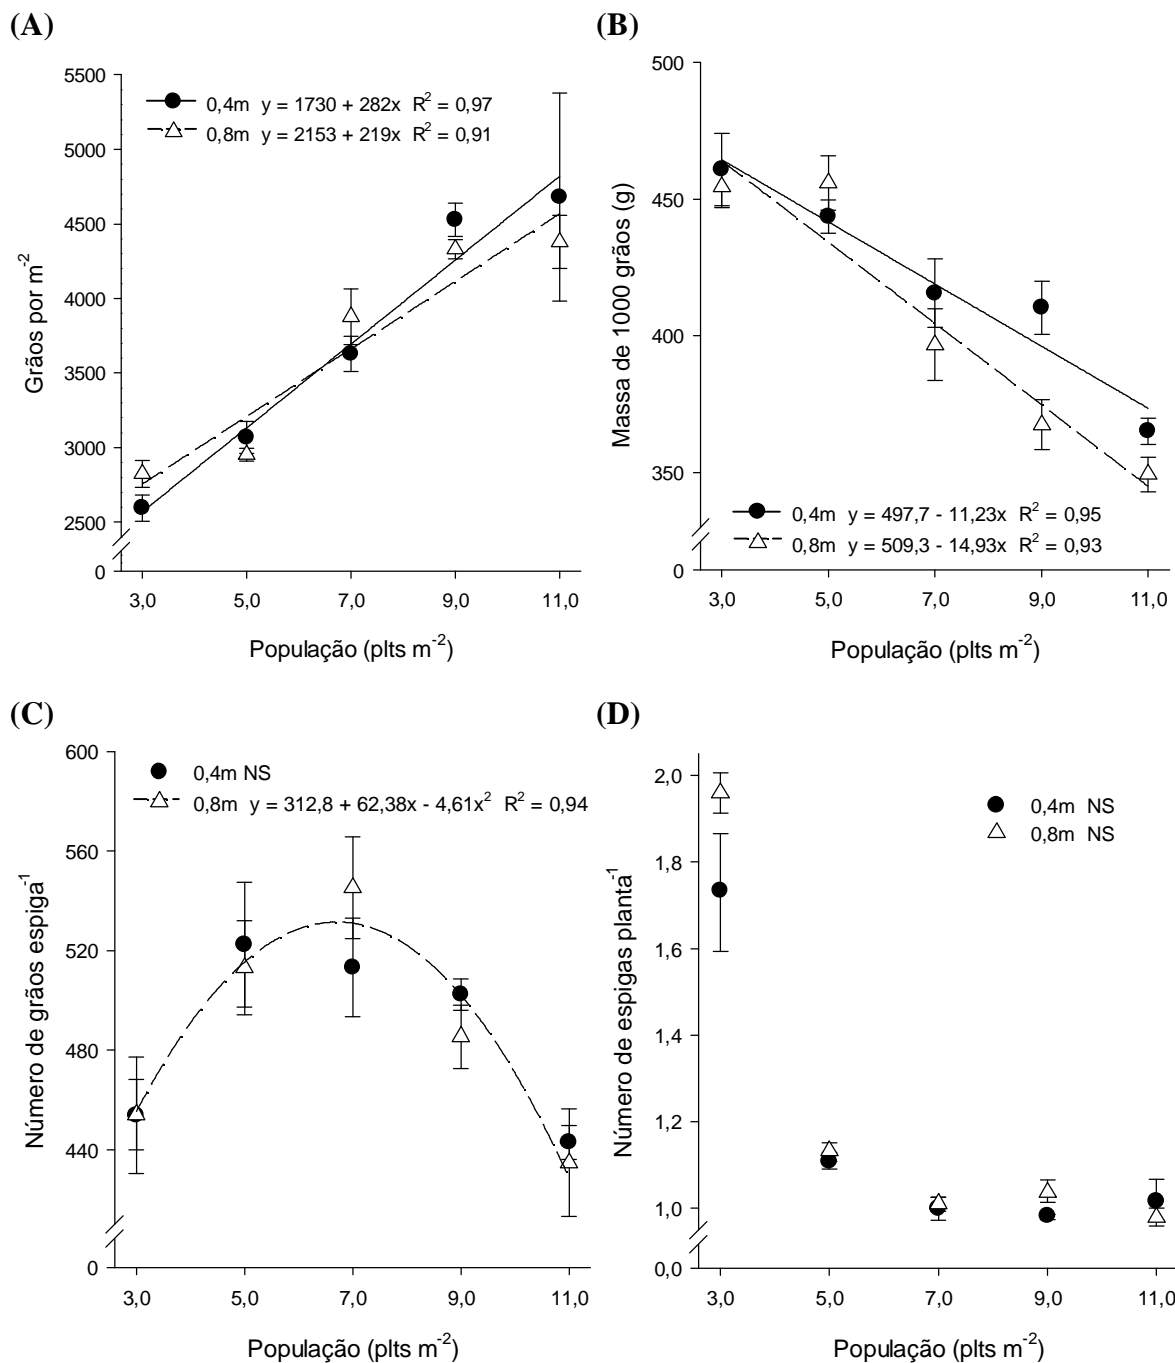 (A)
5500
5000
4500
4000
3500
3000
2500
0
Grãos por m⁻²
0,4m y = 1730 + 282x R² = 0,97
0,8m y = 2153 + 219x R² = 0,91
3,0 5,0 7,0 9,0 11,0
População (plts m⁻²)
(B)
500
450
400
350
0
Massa de 1000 grãos (g)
0,4m y = 497,7 - 11,23x R² = 0,95
0,8m y = 509,3 - 14,93x R² = 0,93
3,0 5,0 7,0 9,0 11,0
População (plts m⁻²)
(C)
600
560
520
480
440
0
Número de grãos espiga⁻¹
0,4m NS
0,8m y = 312,8 + 62,38x - 4,61x² R² = 0,94
3,0 5,0 7,0 9,0 11,0
População (plts m⁻²)
(D)
2,0
1,8
1,6
1,4
1,2
1,0
0,0
Número de espigas planta⁻¹
0,4m NS
0,8m NS
3,0 5,0 7,0 9,0 11,0
População (plts m⁻²)